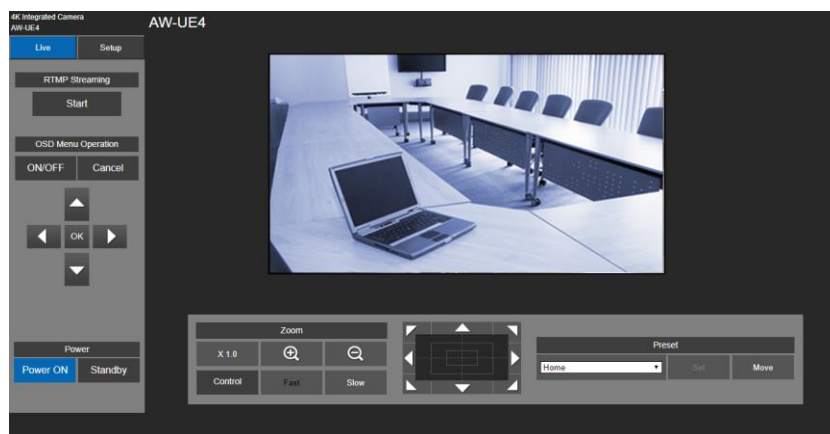 4K Integrated Camera
AW-UE4
AW-UE4
Live Setup
RTMP Streaming
Start
OSD Menu Operation
ON/OFF Cancel
OK
Power
Power ON Standby
Zoom
X 1.0
Control Fast Slow
Preset
Home Set Move